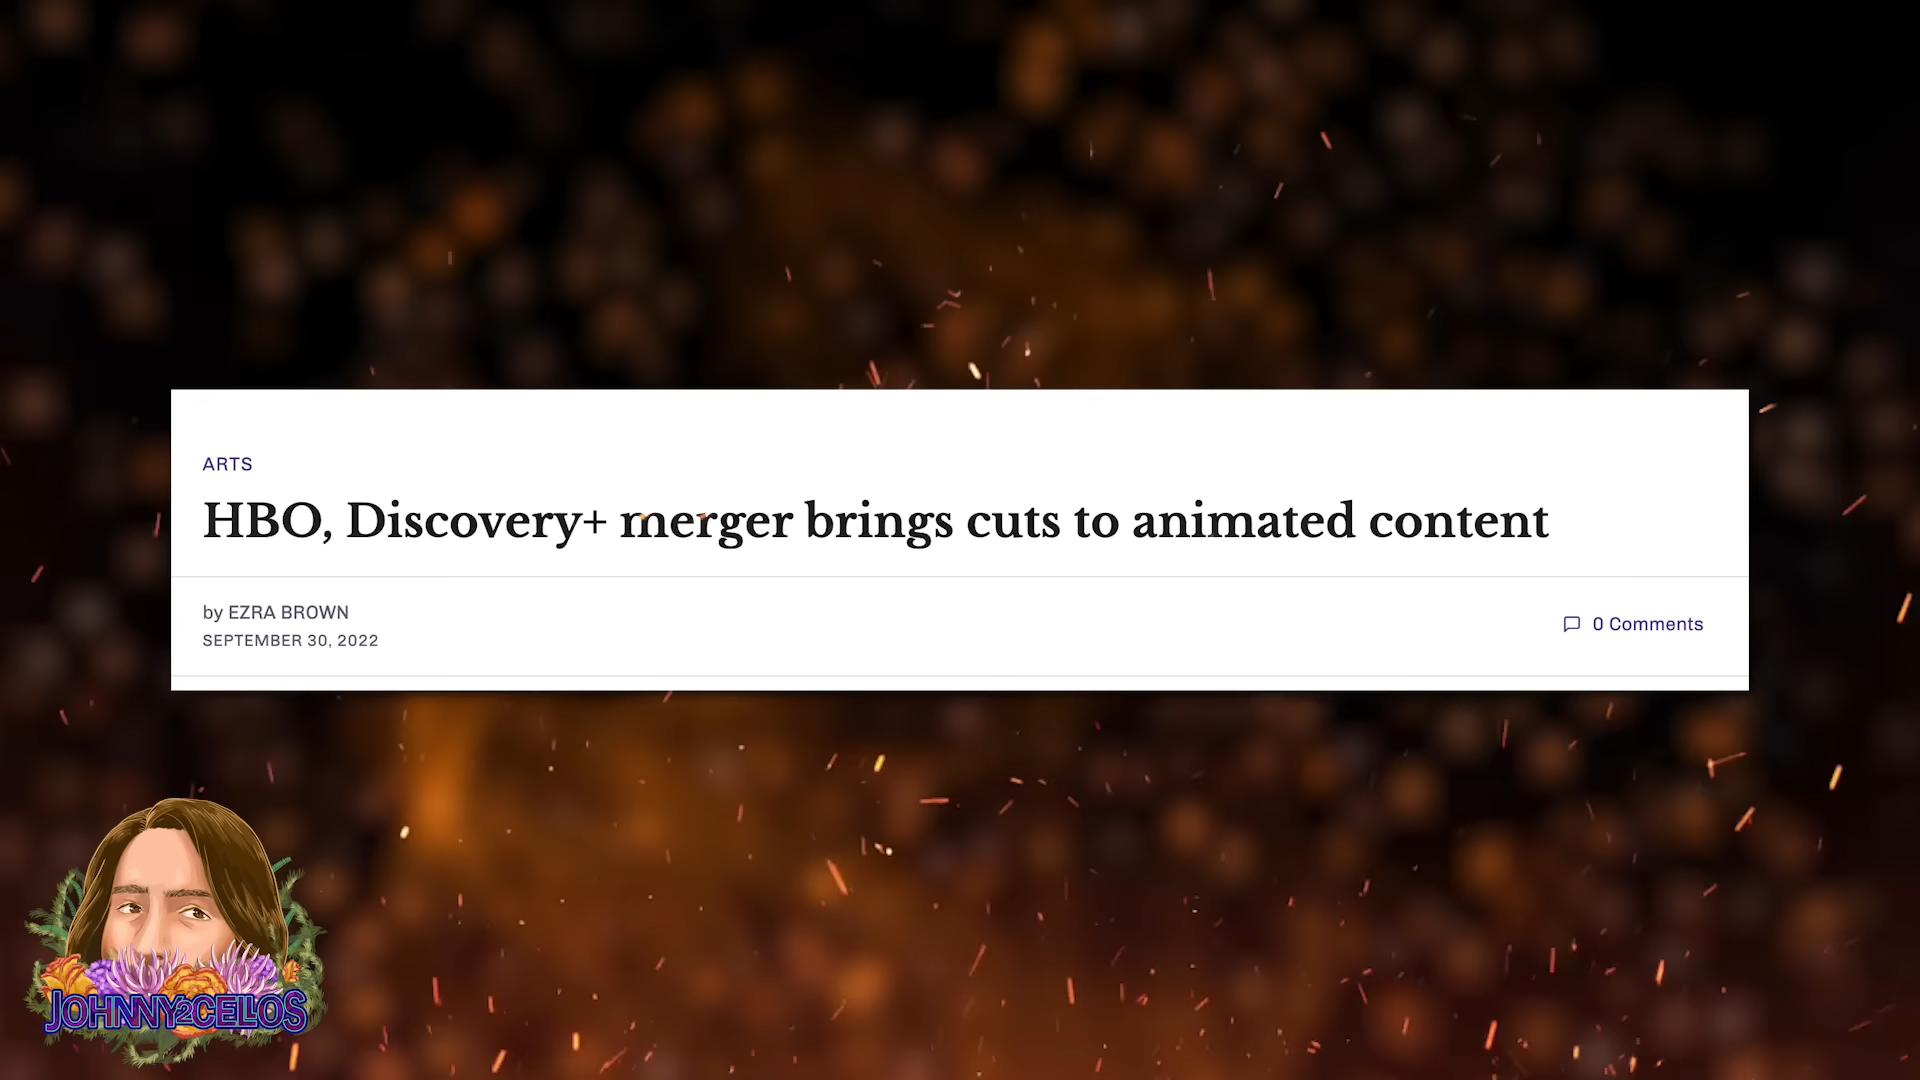 ARTS
HBO, Discovery+ merger brings cuts to animated content
by EZRA BROWN
SEPTEMBER 30, 2022
0 Comments
JOHNNY2CELLOS